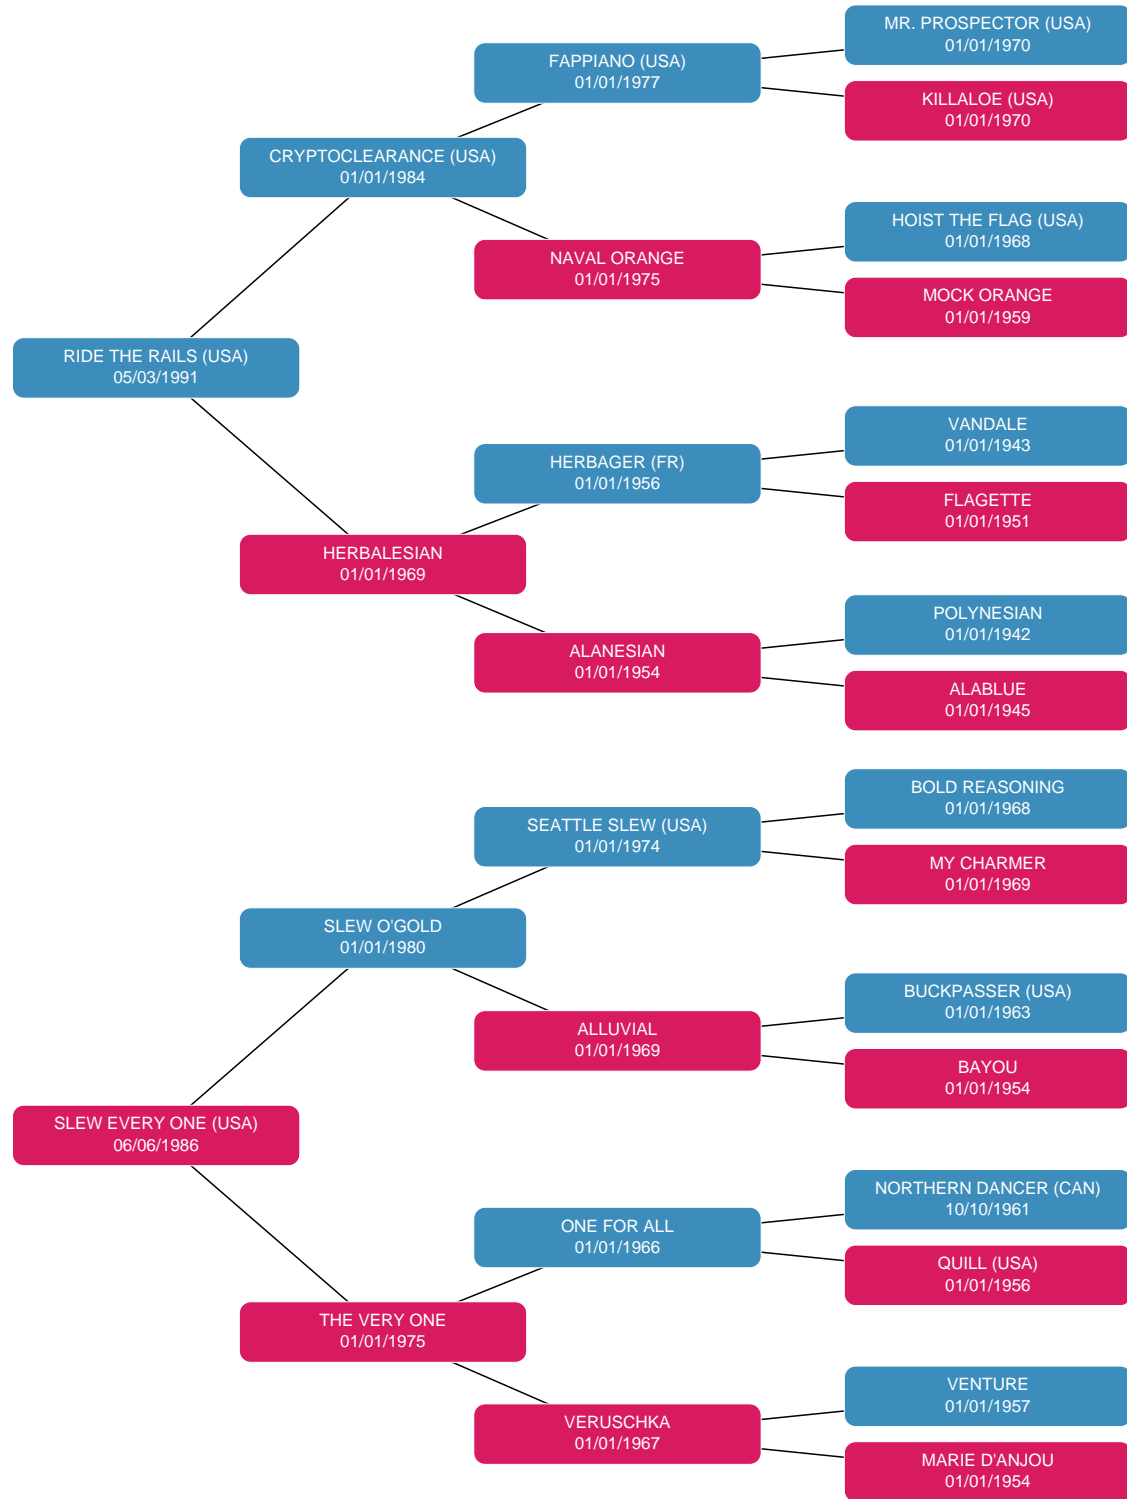 MR. PROSPECTOR (USA)
01/01/1970
FAPPIANO (USA)
01/01/1977
KILLALOE (USA)
01/01/1970
CRYPTOCLEARANCE (USA)
01/01/1984
HOIST THE FLAG (USA)
01/01/1968
NAVAL ORANGE
01/01/1975
MOCK ORANGE
01/01/1959
RIDE THE RAILS (USA)
05/03/1991
VANDALE
01/01/1943
HERBAGER (FR)
01/01/1956
FLAGETTE
01/01/1951
HERBALESIAN
01/01/1969
POLYNESIAN
01/01/1942
ALANESIAN
01/01/1954
ALABLUE
01/01/1945
BOLD REASONING
01/01/1968
SEATTLE SLEW (USA)
01/01/1974
MY CHARMER
01/01/1969
SLEW O'GOLD
01/01/1980
BUCKPASSER (USA)
01/01/1963
ALLUVIAL
01/01/1969
BAYOU
01/01/1954
SLEW EVERY ONE (USA)
06/06/1986
NORTHERN DANCER (CAN)
10/10/1961
ONE FOR ALL
01/01/1966
QUILL (USA)
01/01/1956
THE VERY ONE
01/01/1975
VENTURE
01/01/1957
VERUSCHKA
01/01/1967
MARIE D'ANJOU
01/01/1954